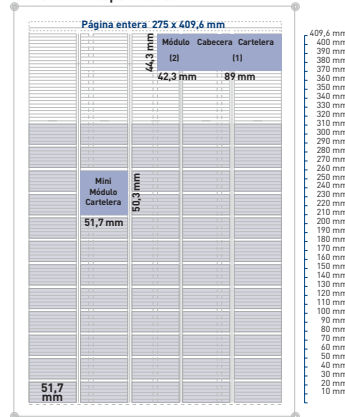 Página entera 275 x 409,6 mm
44,3 mm
Módulo Cabecera Cartelera
(2) (1)
42,3 mm 89 mm
Mini
Módulo
Cartelera
50,3 mm
51,7 mm
51,7
mm
409,6 mm
400 mm
390 mm
380 mm
370 mm
360 mm
350 mm
340 mm
330 mm
320 mm
310 mm
300 mm
290 mm
280 mm
270 mm
260 mm
250 mm
240 mm
230 mm
220 mm
210 mm
200 mm
190 mm
180 mm
170 mm
160 mm
150 mm
140 mm
130 mm
120 mm
110 mm
100 mm
90 mm
80 mm
70 mm
60 mm
50 mm
40 mm
30 mm
20 mm
10 mm